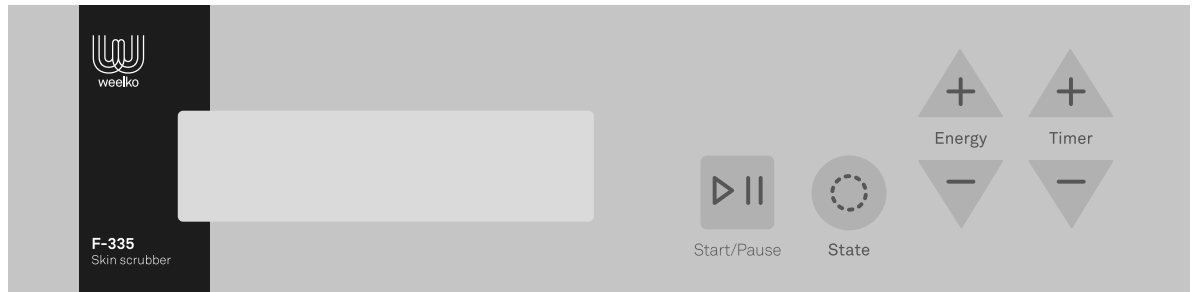 weelko
F-335
Skin scrubber
Start/Pause
State
Energy
Timer